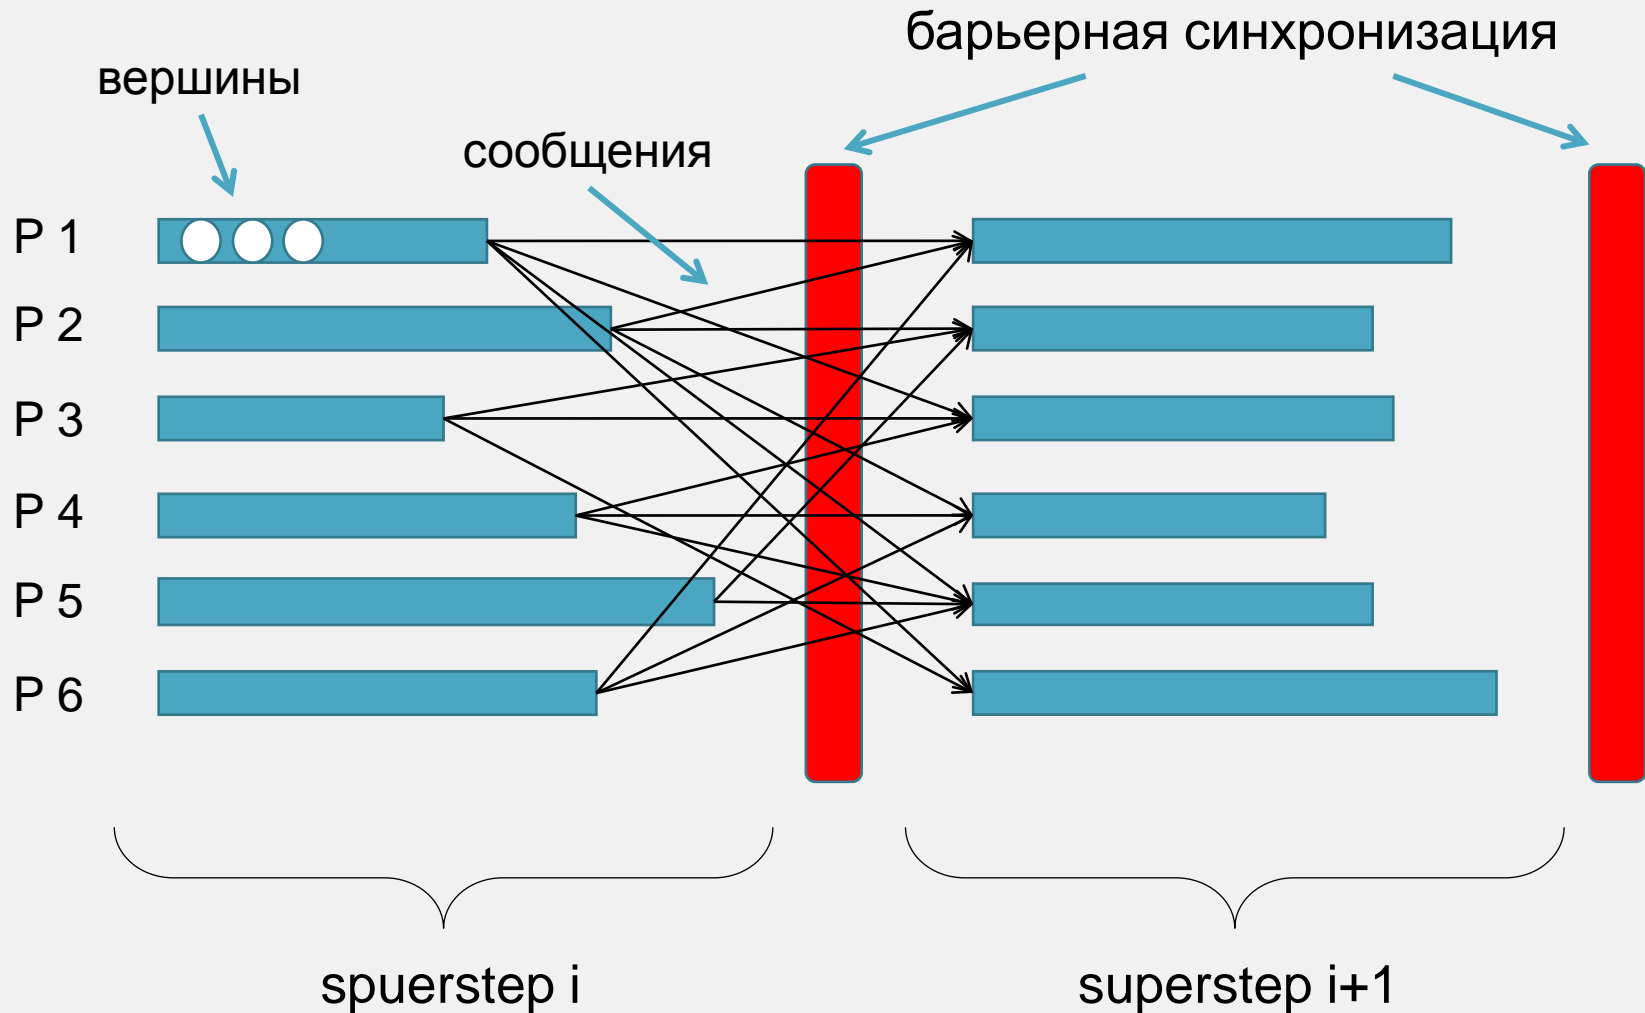 барьерная синхронизация
вершины
сообщения
P 1
P 2
P 3
P 4
P 5
P 6
spuerstep i
superstep i+1